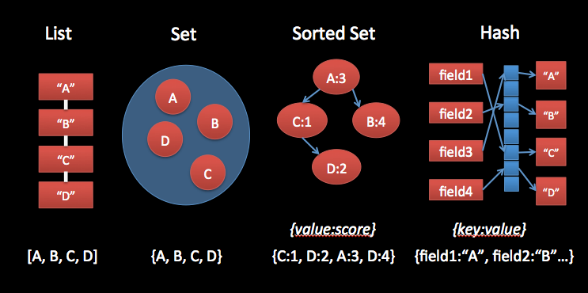 List
Set
Sorted Set
Hash
“A”
“B”
“C”
“D”
A
B
D
C
A:3
C:1
B:4
D:2
field1
field2
field3
field4
“A”
“B”
“C”
“D”
{value:score}
{key:value}
[A, B, C, D]
{A, B, C, D}
{C:1, D:2, A:3, D:4}
{field1:“A”, field2:“B”…}